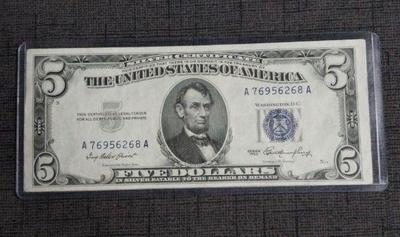 SILVER CERTIFICATE
5 5
THE UNITED STATES OF AMERICA
A 76956268 A
WASHINGTON, D.C.
THIS CERTIFICATE IS LEGAL TENDER
FOR ALL DEBTS, PUBLIC AND PRIVATE
A 76956268 A
SERIES
5 FIVE DOLLARS 5
IN SILVER PAYABLE TO THE BEARER ON DEMAND